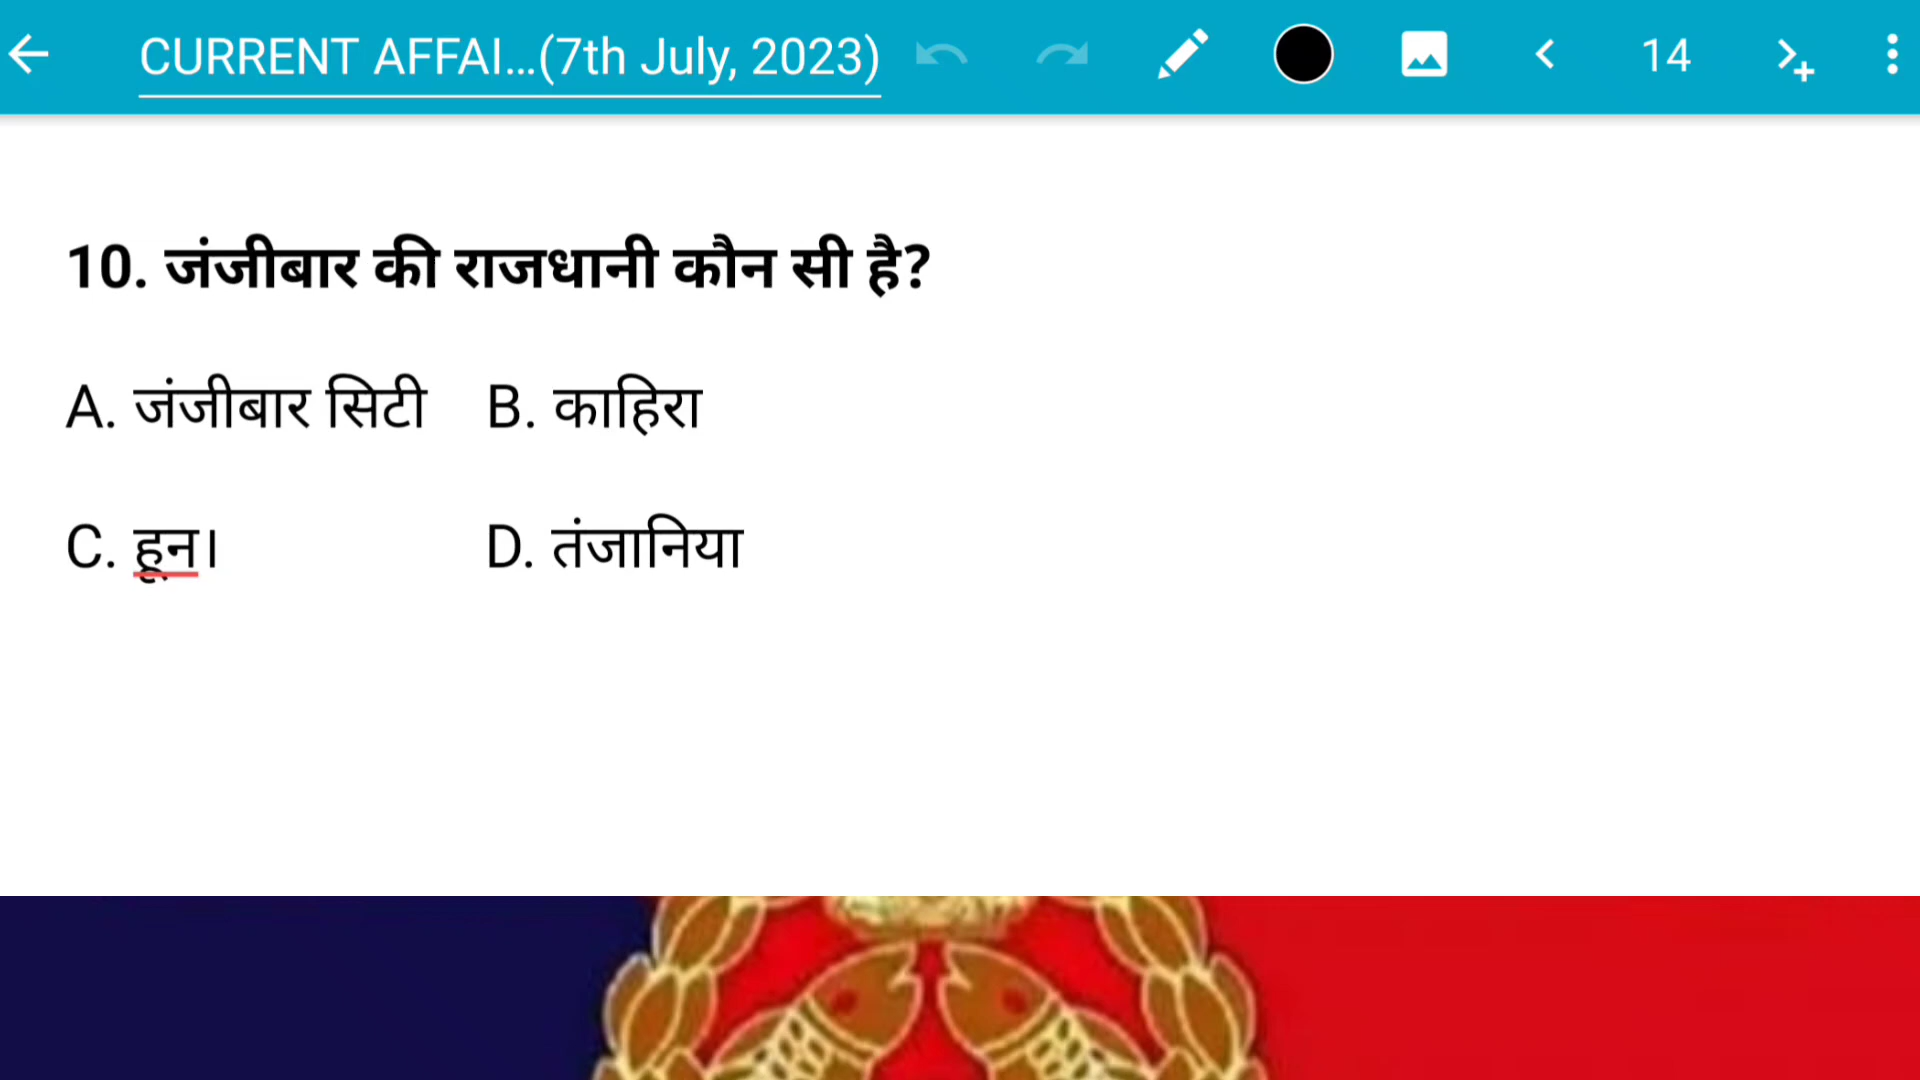 CURRENT AFFAI...(7th July, 2023) 14
10. जंजीबार की राजधानी कौन सी है?
A. जंजीबार सिटी B. काहिरा
C. हून। D. तंजानिया